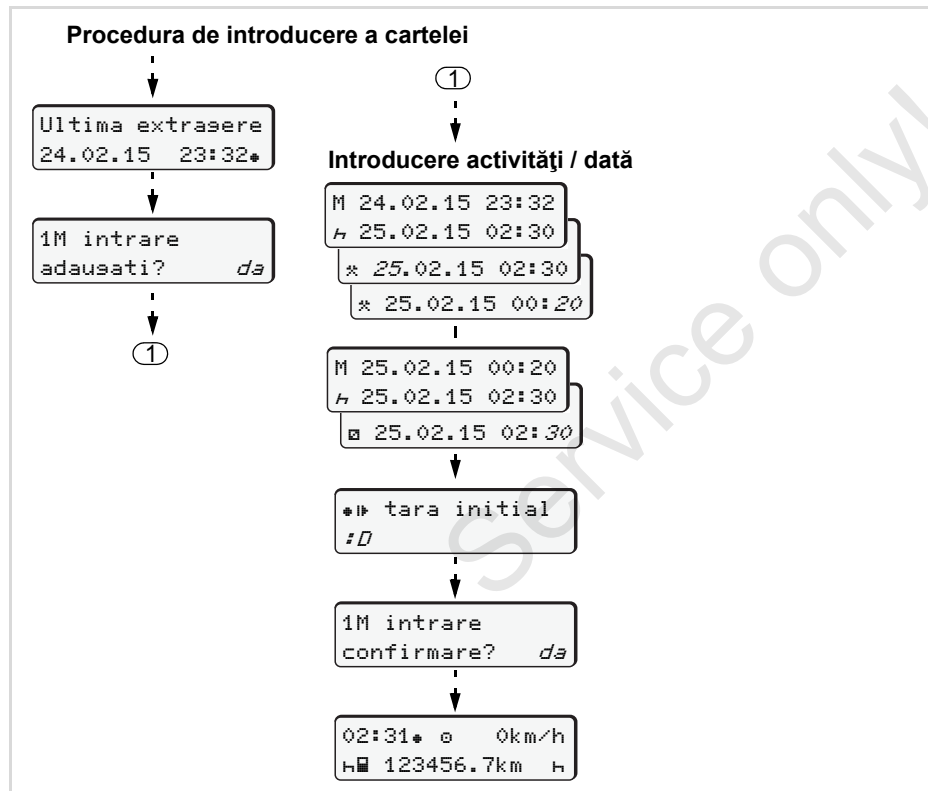 Procedura de introducere a cartelei
Ultima extragere
24.02.15 23:32
1M intrare
adaugati? da
1
1
Introducere activităţi / dată
M 24.02.15 23:32
25.02.15 02:30
25.02.15 02:30
25.02.15 00:20
M 25.02.15 00:20
25.02.15 02:30
25.02.15 02:30
tara initial
:D
1M intrare
confirmare? da
02:31 0km/h
123456.7km
Service only!